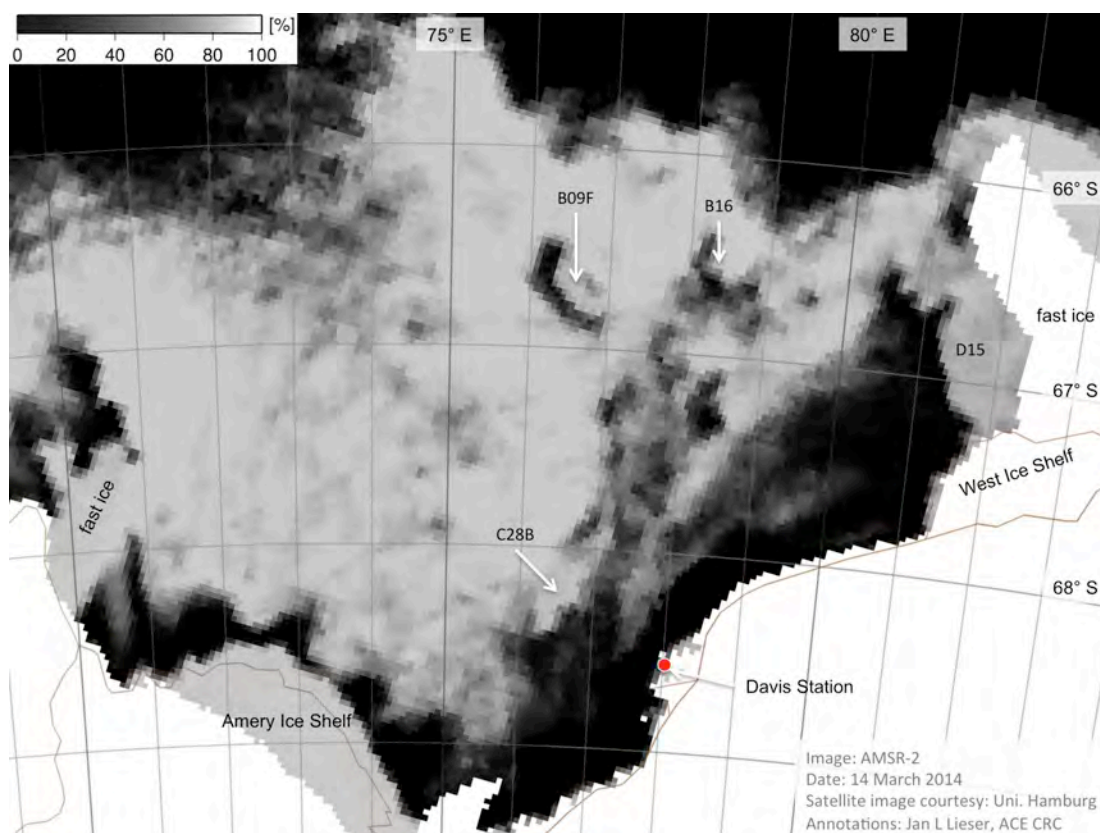 [%]
0 20 40 60 80 100
75° E
80° E
66° S
B09F
B16
fast ice
D15
67° S
West Ice Shelf
fast ice
C28B
68° S
Davis Station
Amery Ice Shelf
Image: AMSR-2
Date: 14 March 2014
Satellite image courtesy: Uni. Hamburg
Annotations: Jan L Lieser, ACE CRC